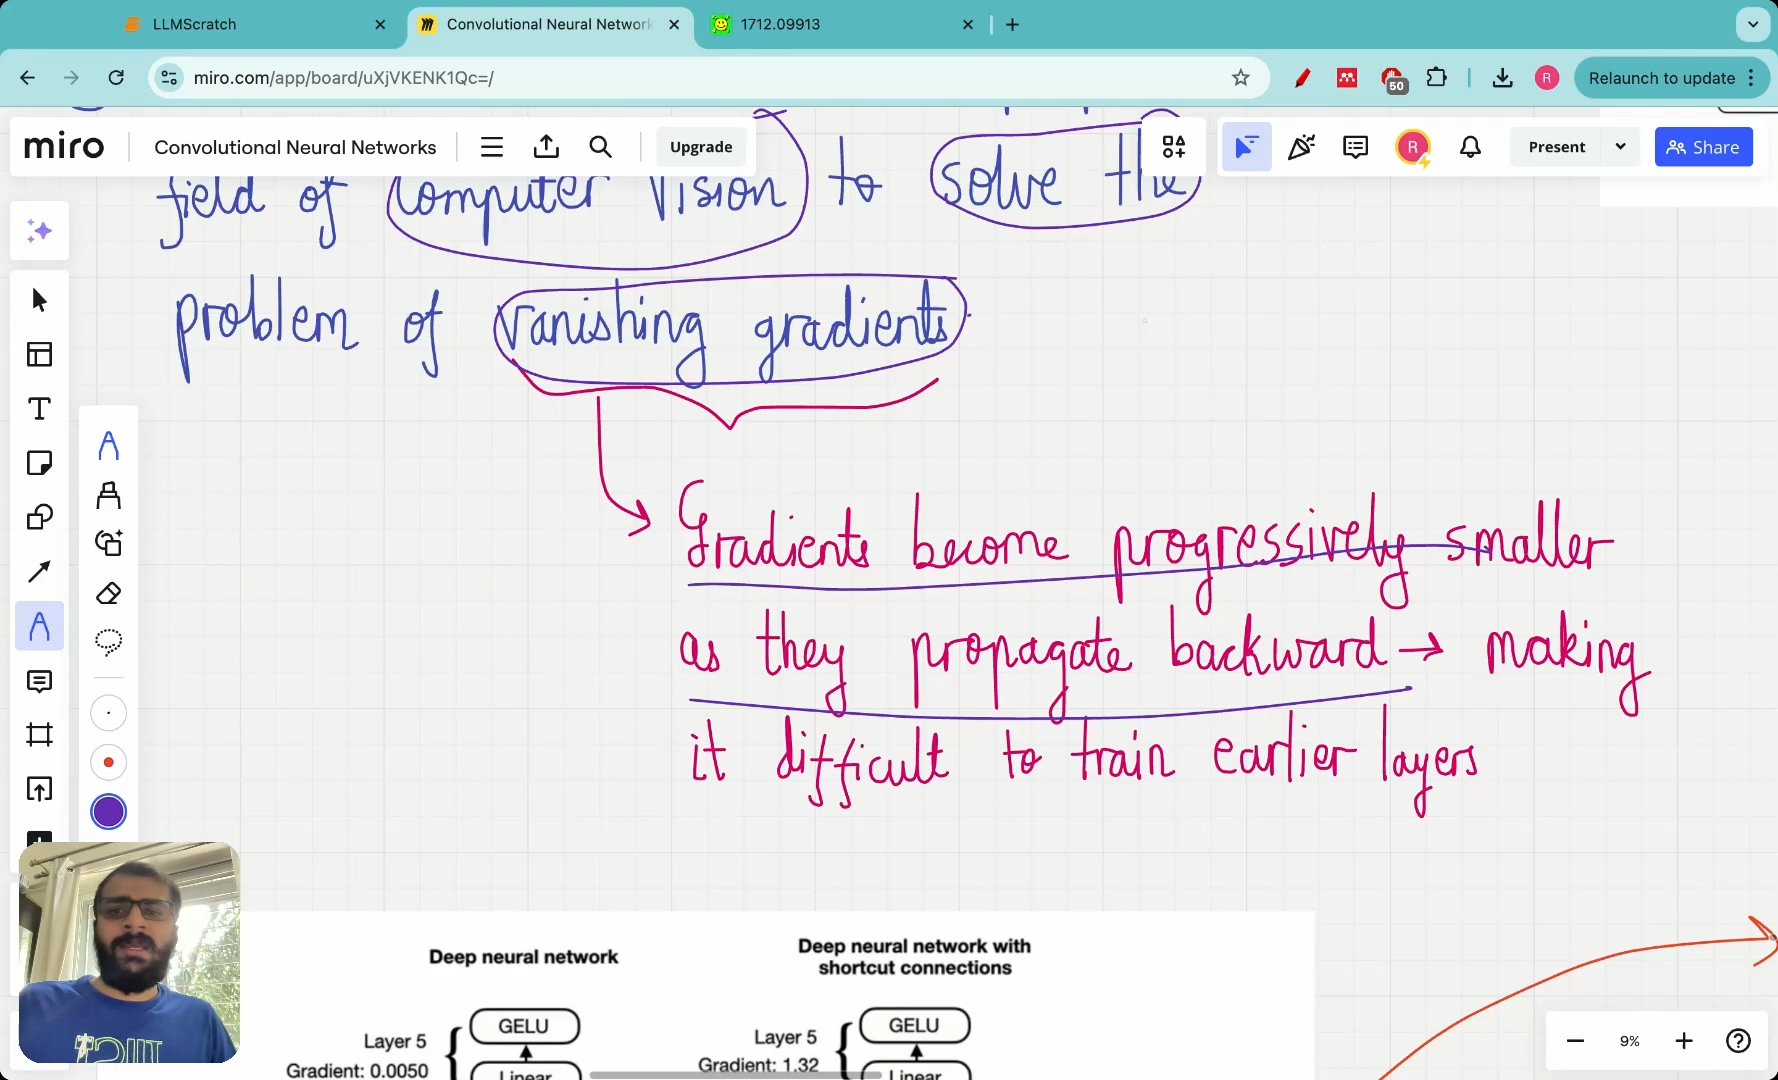 LLMScratch
Convolutional Neural Network
1712.09913
miro.com/app/board/uXjVKENK1Qc=/
50
R
Relaunch to update
miro
Convolutional Neural Networks
Upgrade
R
Present
Share
field of computer vision to solve the
problem of vanishing gradients.
Gradients become progressively smaller
as they propagate backward → making
it difficult to train earlier layers
Deep neural network
Deep neural network with
shortcut connections
Layer 5
Gradient: 0.0050
GELU
Linear
Layer 5
Gradient: 1.32
GELU
Linear
9%